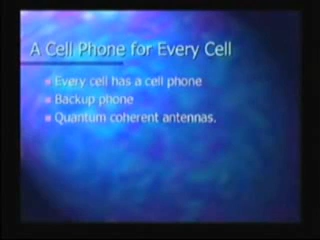 A Cell Phone for Every Cell
Every cell has a cell phone
Backup phone
Quantum coherent antennas.